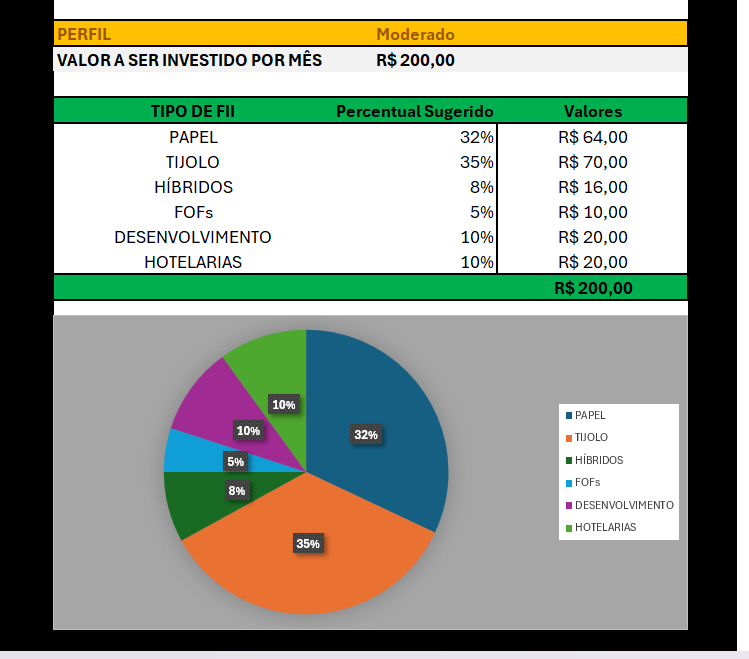 PERFIL Moderado
VALOR A SER INVESTIDO POR MÊS R$ 200,00
TIPO DE FII Percentual Sugerido Valores
PAPEL 32% R$ 64,00
TIJOLO 35% R$ 70,00
HÍBRIDOS 8% R$ 16,00
FOFs 5% R$ 10,00
DESENVOLVIMENTO 10% R$ 20,00
HOTELARIAS 10% R$ 20,00
R$ 200,00
10%
10%
32%
5%
8%
35%
PAPEL
TIJOLO
HÍBRIDOS
FOFs
DESENVOLVIMENTO
HOTELARIAS